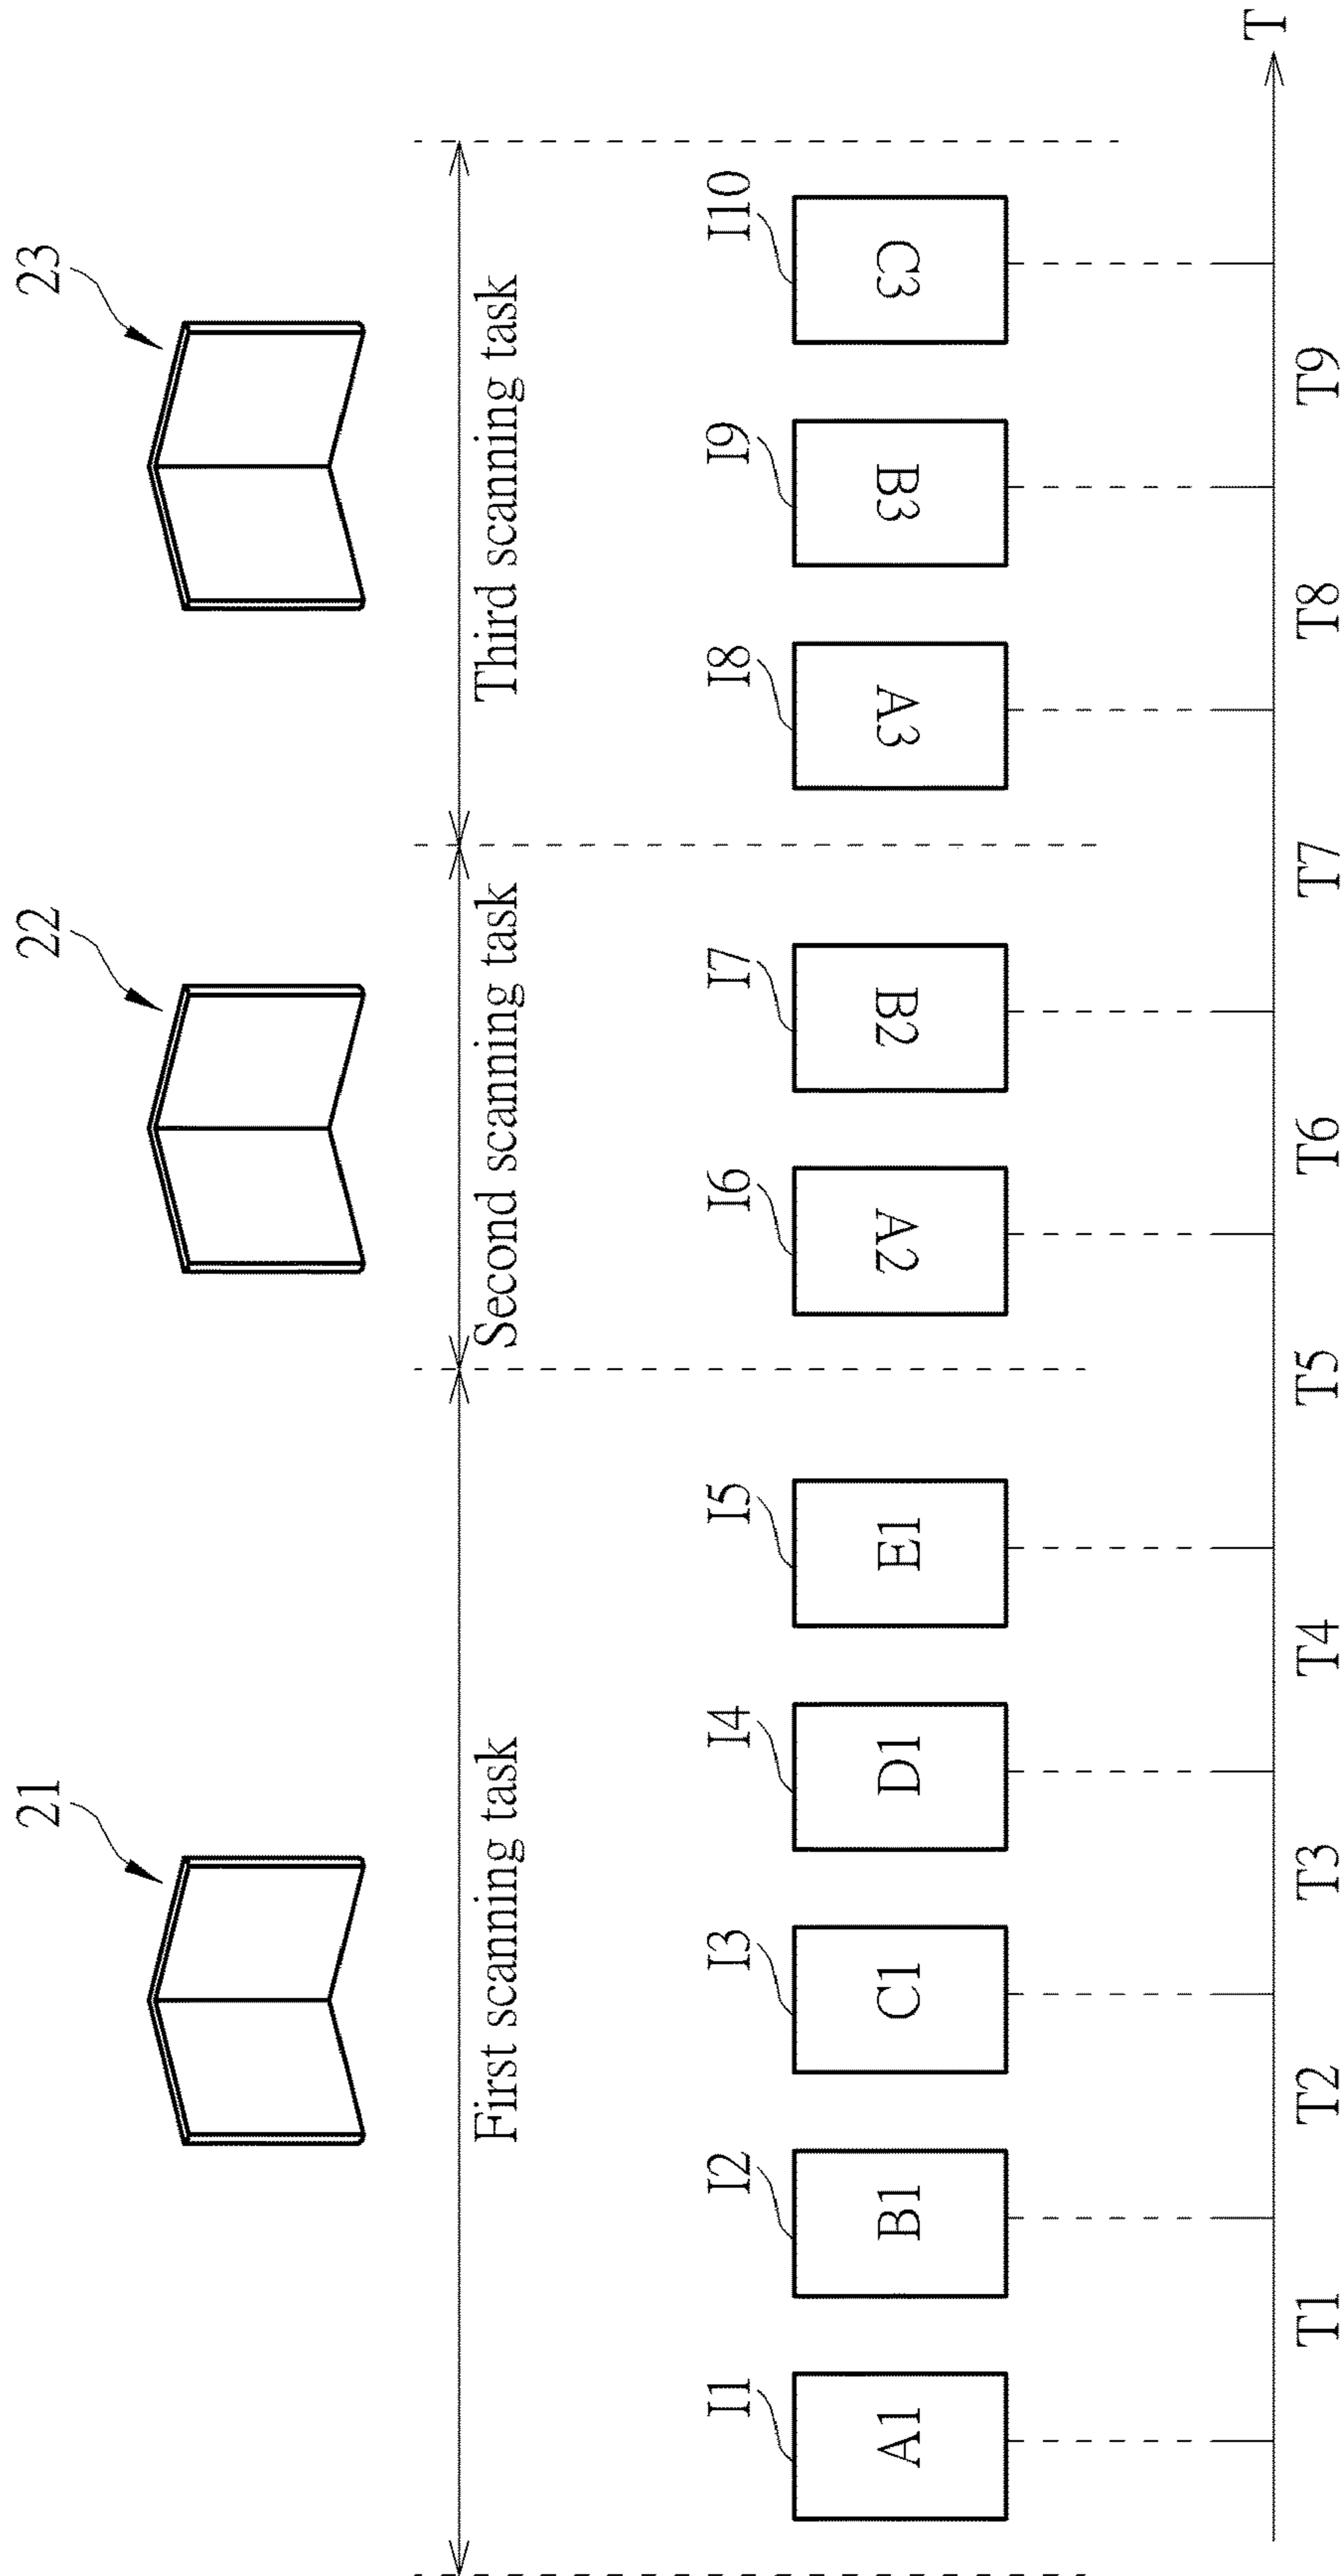 21
22
23
First scanning task
Second scanning task
Third scanning task
I1
I2
I3
I4
I5
I6
I7
I8
I9
I10
A1
B1
C1
D1
E1
A2
B2
A3
B3
C3
T
T1
T2
T3
T4
T5
T6
T7
T8
T9